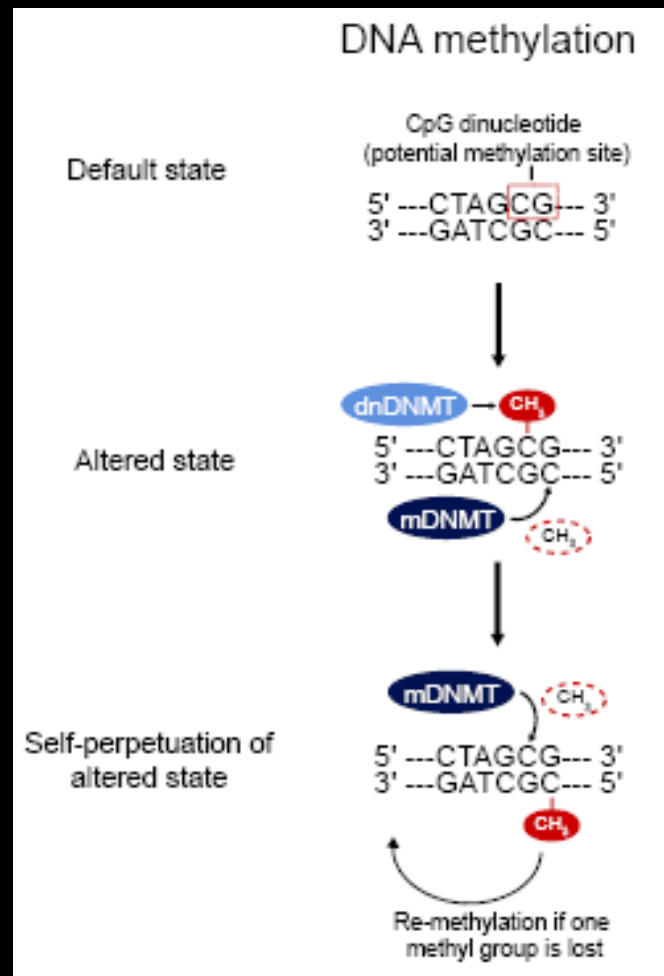 DNA methylation
CpG dinucleotide
(potential methylation site)
Default state
5' ---CTAGCG--- 3'
3' ---GATCGC--- 5'
dnDNMT
CH₃
Altered state
5' ---CTAGCG--- 3'
3' ---GATCGC--- 5'
mDNMT
CH₃
mDNMT
CH₃
Self-perpetuation of
altered state
5' ---CTAGCG--- 3'
3' ---GATCGC--- 5'
CH₃
Re-methylation if one
methyl group is lost